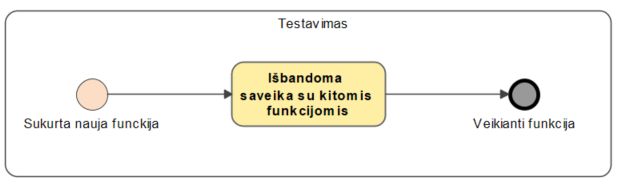 Testavimas
Išbandoma
saveika su kitomis
funkcijomis
Sukurta nauja funckija
Veikianti funkcija